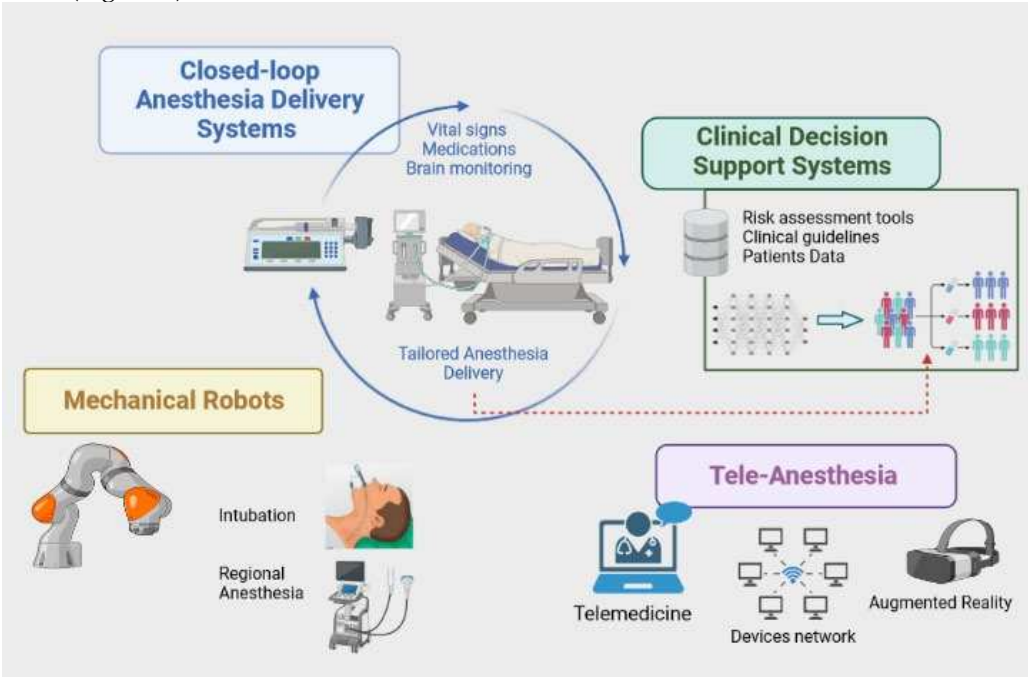 Closed-loop
Anesthesia Delivery
Systems
Vital signs
Medications
Brain monitoring
Tailored Anesthesia
Delivery
Clinical Decision
Support Systems
Risk assessment tools
Clinical guidelines
Patients Data
Mechanical Robots
Intubation
Regional
Anesthesia
Tele-Anesthesia
Telemedicine
Devices network
Augmented Reality